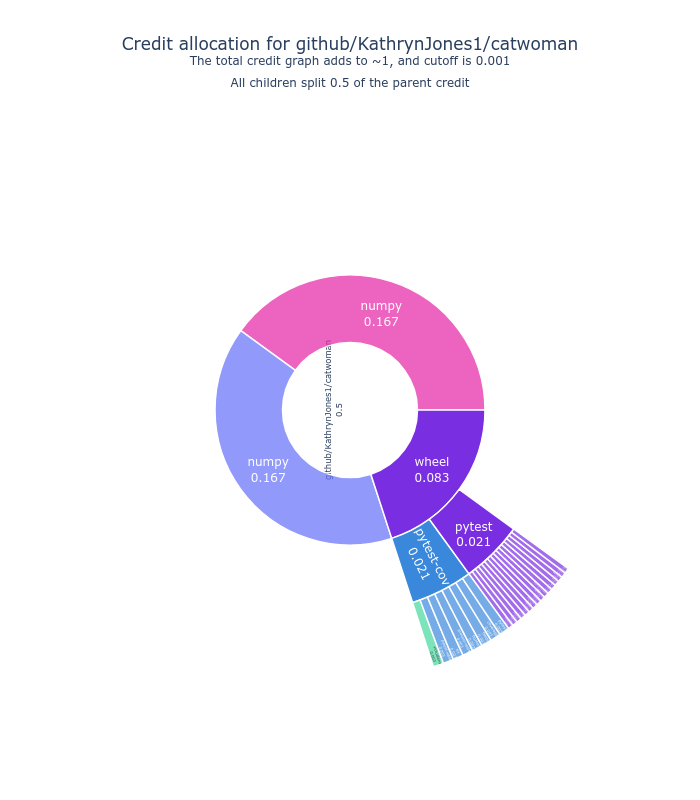 Credit allocation for github/KathrynJones1/catwoman
The total credit graph adds to ~1, and cutoff is 0.001
All children split 0.5 of the parent credit
numpy
0.167
github/KathrynJones1/catwoman
0.5
numpy
0.167
wheel
0.083
pytest
0.021
pytest-cov
0.021